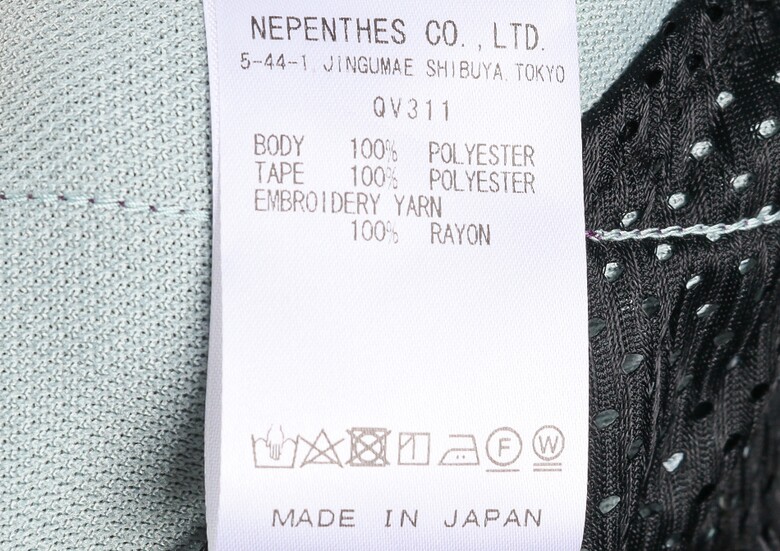 NEPENTHES CO.,LTD.
5-44-1, JINGUMAE SHIBUYA, TOKYO
QV311
BODY 100% POLYESTER
TAPE 100% POLYESTER
EMBROIDERY YARN
100% RAYON
F W
MADE IN JAPAN